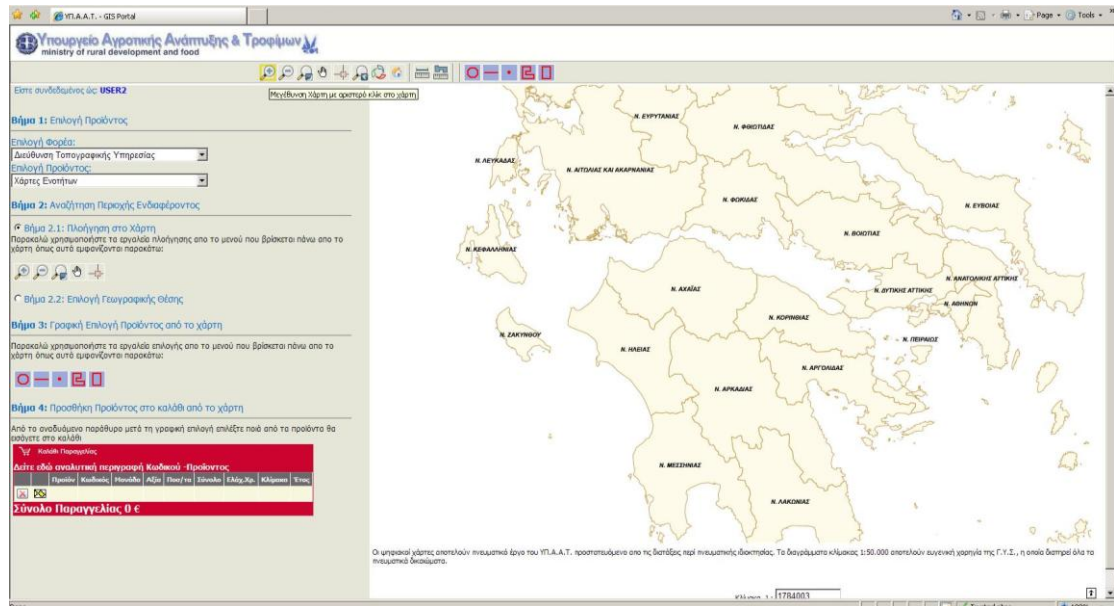 ΥΠ.Α.Α.Τ. - GIS Portal
Page
Tools
Υπουργείο Αγροτικής Ανάπτυξης & Τροφίμων
ministry of rural development and food
Μεγέθυνση Χάρτη με αριστερό κλίκ στο χάρτη
Είστε συνδεδεμένος ώς: USER2
Βήμα 1: Επιλογή Προϊόντος
Επιλογή Φορέα:
Διεύθυνση Τοπογραφικής Υπηρεσίας
Επιλογή Προϊόντος:
Χάρτες Ενοτήτων
Βήμα 2: Αναζήτηση Περιοχής Ενδιαφέροντος
Βήμα 2.1: Πλοήγηση στο Χάρτη
Παρακαλώ χρησιμοποιήστε τα εργαλεία πλοήγησης απο το μενού που βρίσκεται πάνω απο το
χάρτη όπως αυτά εμφανίζονται παρακάτω:
Βήμα 2.2: Επιλογή Γεωγραφικής Θέσης
Βήμα 3: Γραφική Επιλογή Προϊόντος από το χάρτη
Παρακαλώ χρησιμοποιήστε τα εργαλεία επιλογής απο το μενού που βρίσκεται πάνω απο το
χάρτη όπως αυτά εμφανίζονται παρακάτω:
Βήμα 4: Προσθήκη Προϊόντος στο καλάθι από το χάρτη
Από το αναδυόμενο παράθυρο μετά τη γραφική επιλογή επιλέξτε ποιά από τα προϊόντα θα
εισάγετε στο καλάθι
Καλάθι Παραγγελίας
Δείτε εδώ αναλυτική περιγραφή Κωδικού -Προϊοντος
Προϊόν Κωδικός Μονάδα Αξία Ποσ/τα Σύνολο Ελάχ.Χρ. Κλίμακα Έτος
Σύνολο Παραγγελίας 0 €
Ν. ΕΥΡΥΤΑΝΙΑΣ
Ν. ΦΘΙΩΤΙΔΑΣ
Ν. ΛΕΥΚΑΔΑΣ
Ν. ΑΙΤΩΛΙΑΣ ΚΑΙ ΑΚΑΡΝΑΝΙΑΣ
Ν. ΦΩΚΙΔΑΣ
Ν. ΕΥΒΟΙΑΣ
Ν. ΒΟΙΩΤΙΑΣ
Ν. ΚΕΦΑΛΛΗΝΙΑΣ
Ν. ΑΝΑΤΟΛΙΚΗΣ ΑΤΤΙΚΗΣ
Ν. ΔΥΤΙΚΗΣ ΑΤΤΙΚΗΣ
Ν. ΑΧΑΪΑΣ
Ν. ΑΘΗΝΩΝ
Ν. ΚΟΡΙΝΘΙΑΣ
Ν. ΖΑΚΥΝΘΟΥ
Ν. ΠΕΙΡΑΙΩΣ
Ν. ΗΛΕΙΑΣ
Ν. ΑΡΓΟΛΙΔΑΣ
Ν. ΑΡΚΑΔΙΑΣ
Ν. ΜΕΣΣΗΝΙΑΣ
Ν. ΛΑΚΩΝΙΑΣ
Οι ψηφιακοί χάρτες αποτελούν πνευματικό έργο του ΥΠ.Α.Α.Τ. προστατευόμενο απο τις διατάξεις περί πνευματικής ιδιοκτησίας. Τα διαγράμματα κλίμακας 1:50.000 αποτελούν ευγενική χορηγία της Γ.Υ.Σ., η οποία διατηρεί όλα τα
πνευματικά δικαιώματα.
Κλίμακα 1: 1784003